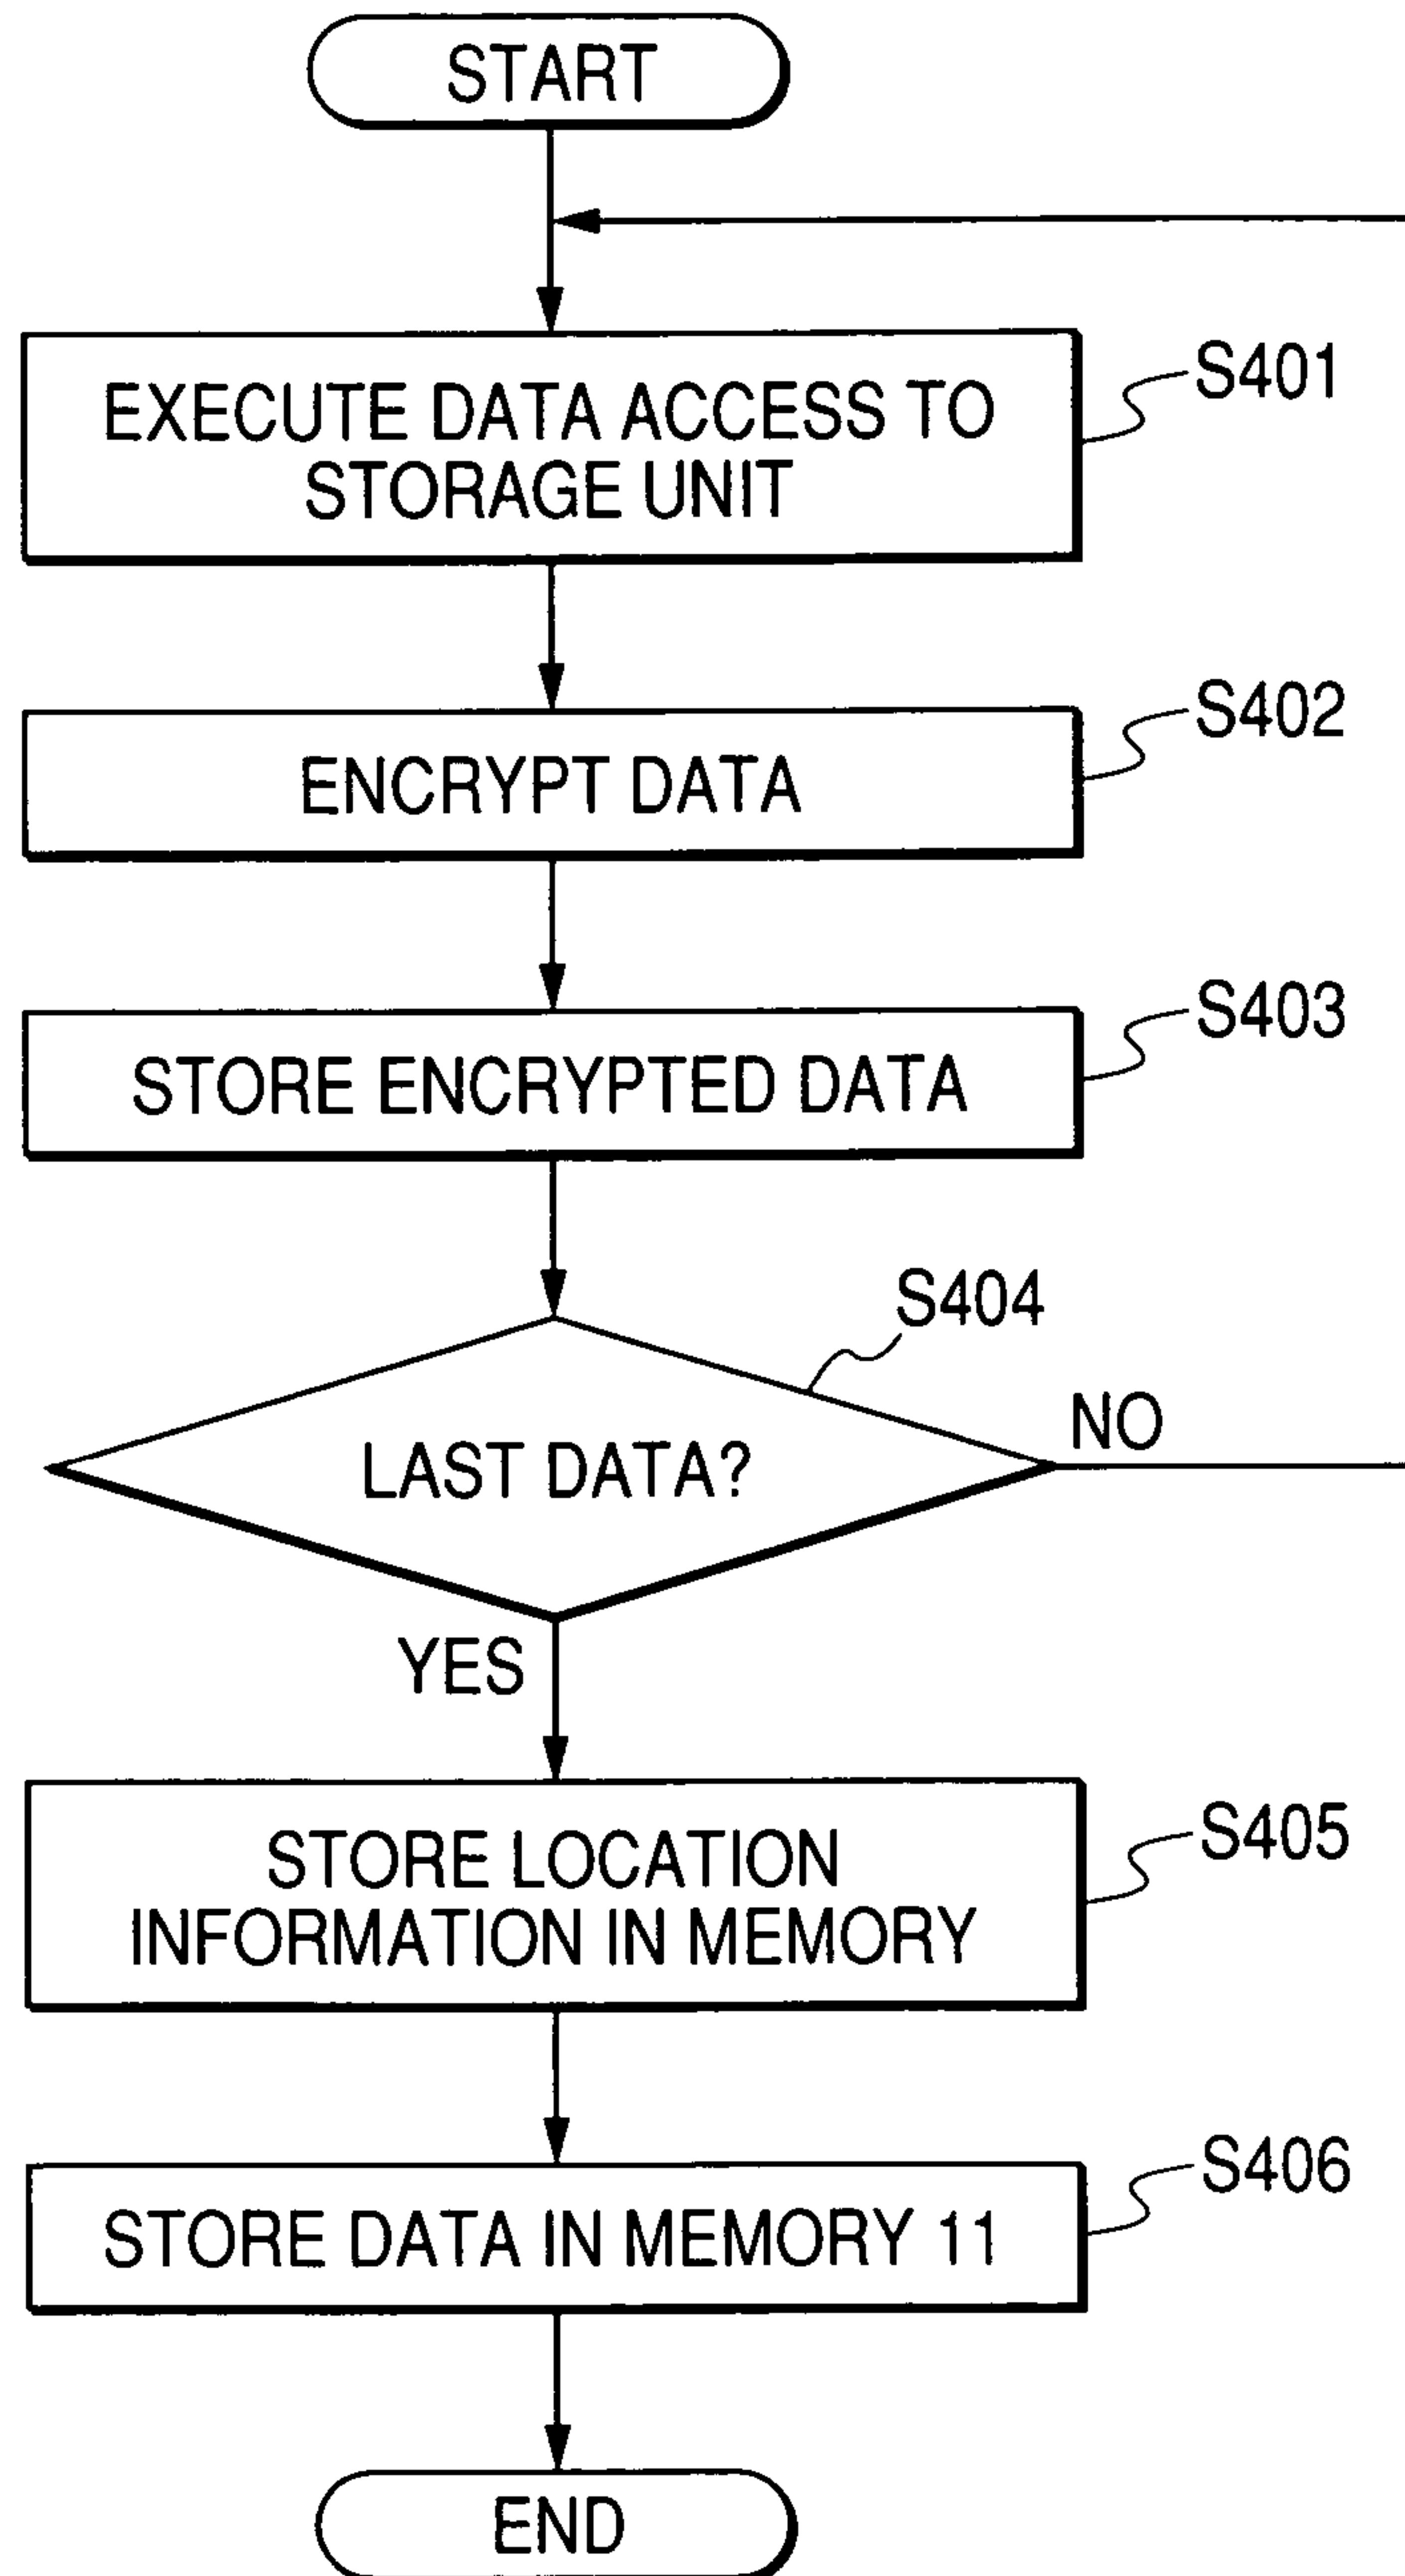 START
EXECUTE DATA ACCESS TO
STORAGE UNIT
S401
ENCRYPT DATA
S402
STORE ENCRYPTED DATA
S403
S404
LAST DATA?
NO
YES
STORE LOCATION
INFORMATION IN MEMORY
S405
STORE DATA IN MEMORY 11
S406
END